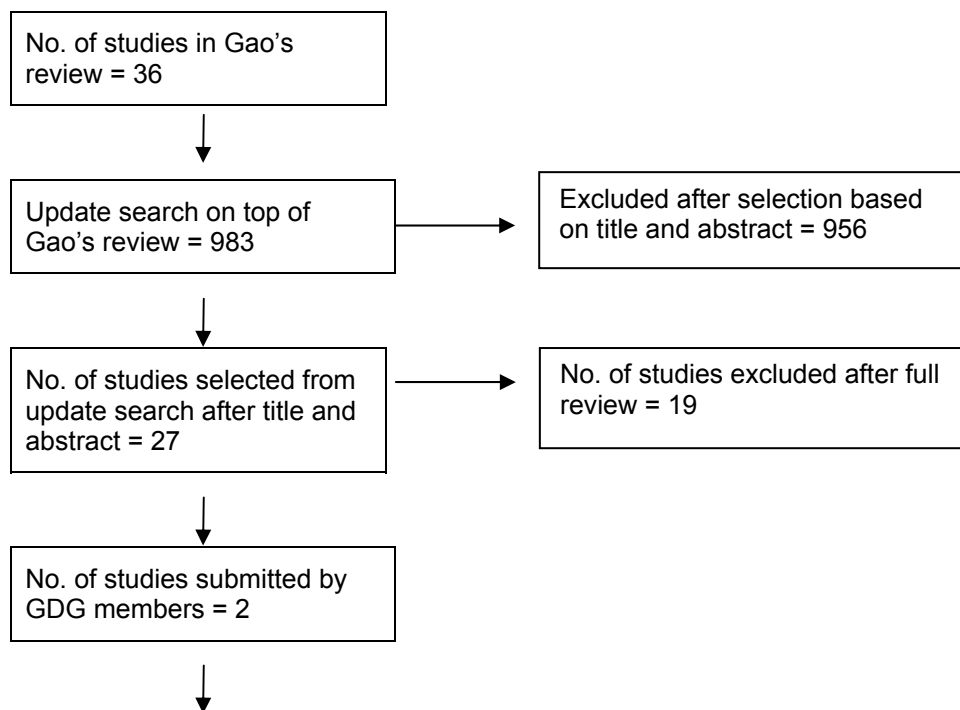 No. of studies in Gao’s
review = 36
Update search on top of
Gao’s review = 983
Excluded after selection based
on title and abstract = 956
No. of studies selected from
update search after title and
abstract = 27
No. of studies excluded after full
review = 19
No. of studies submitted by
GDG members = 2